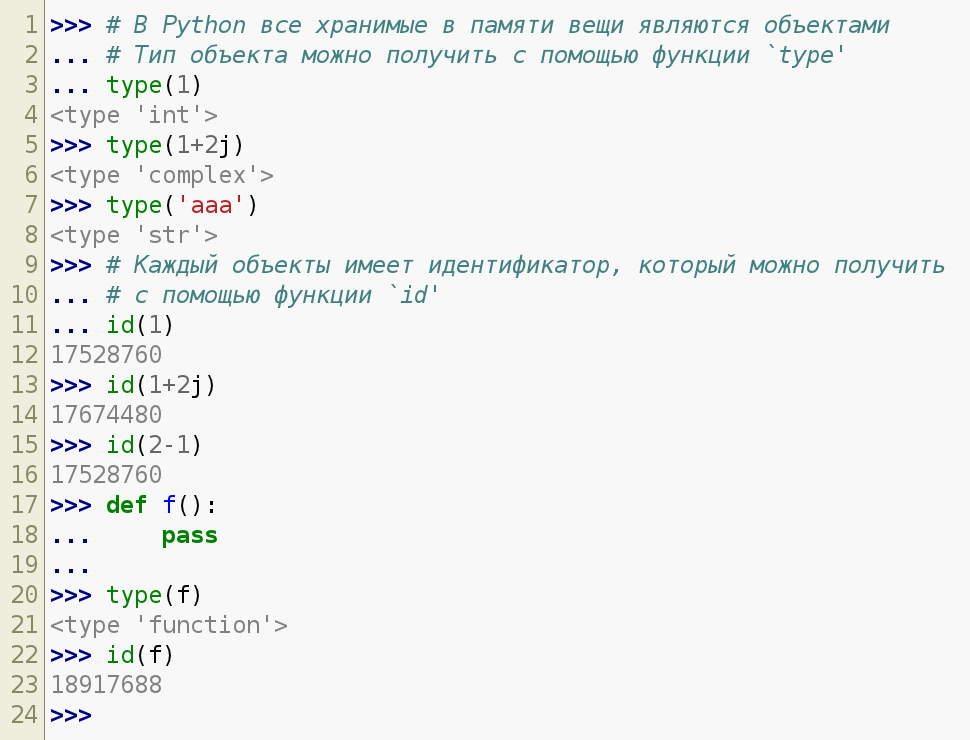 1 >>> # В Python все хранимые в памяти вещи являются объектами
2 ... # Тип объекта можно получить с помощью функции `type'
3 ... type(1)
4 <type 'int'>
5 >>> type(1+2j)
6 <type 'complex'>
7 >>> type('aaa')
8 <type 'str'>
9 >>> # Каждый объекты имеет идентификатор, который можно получить
10 ... # с помощью функции `id'
11 ... id(1)
12 17528760
13 >>> id(1+2j)
14 17674480
15 >>> id(2-1)
16 17528760
17 >>> def f():
18 ...     pass
19 ...
20 >>> type(f)
21 <type 'function'>
22 >>> id(f)
23 18917688
24 >>>